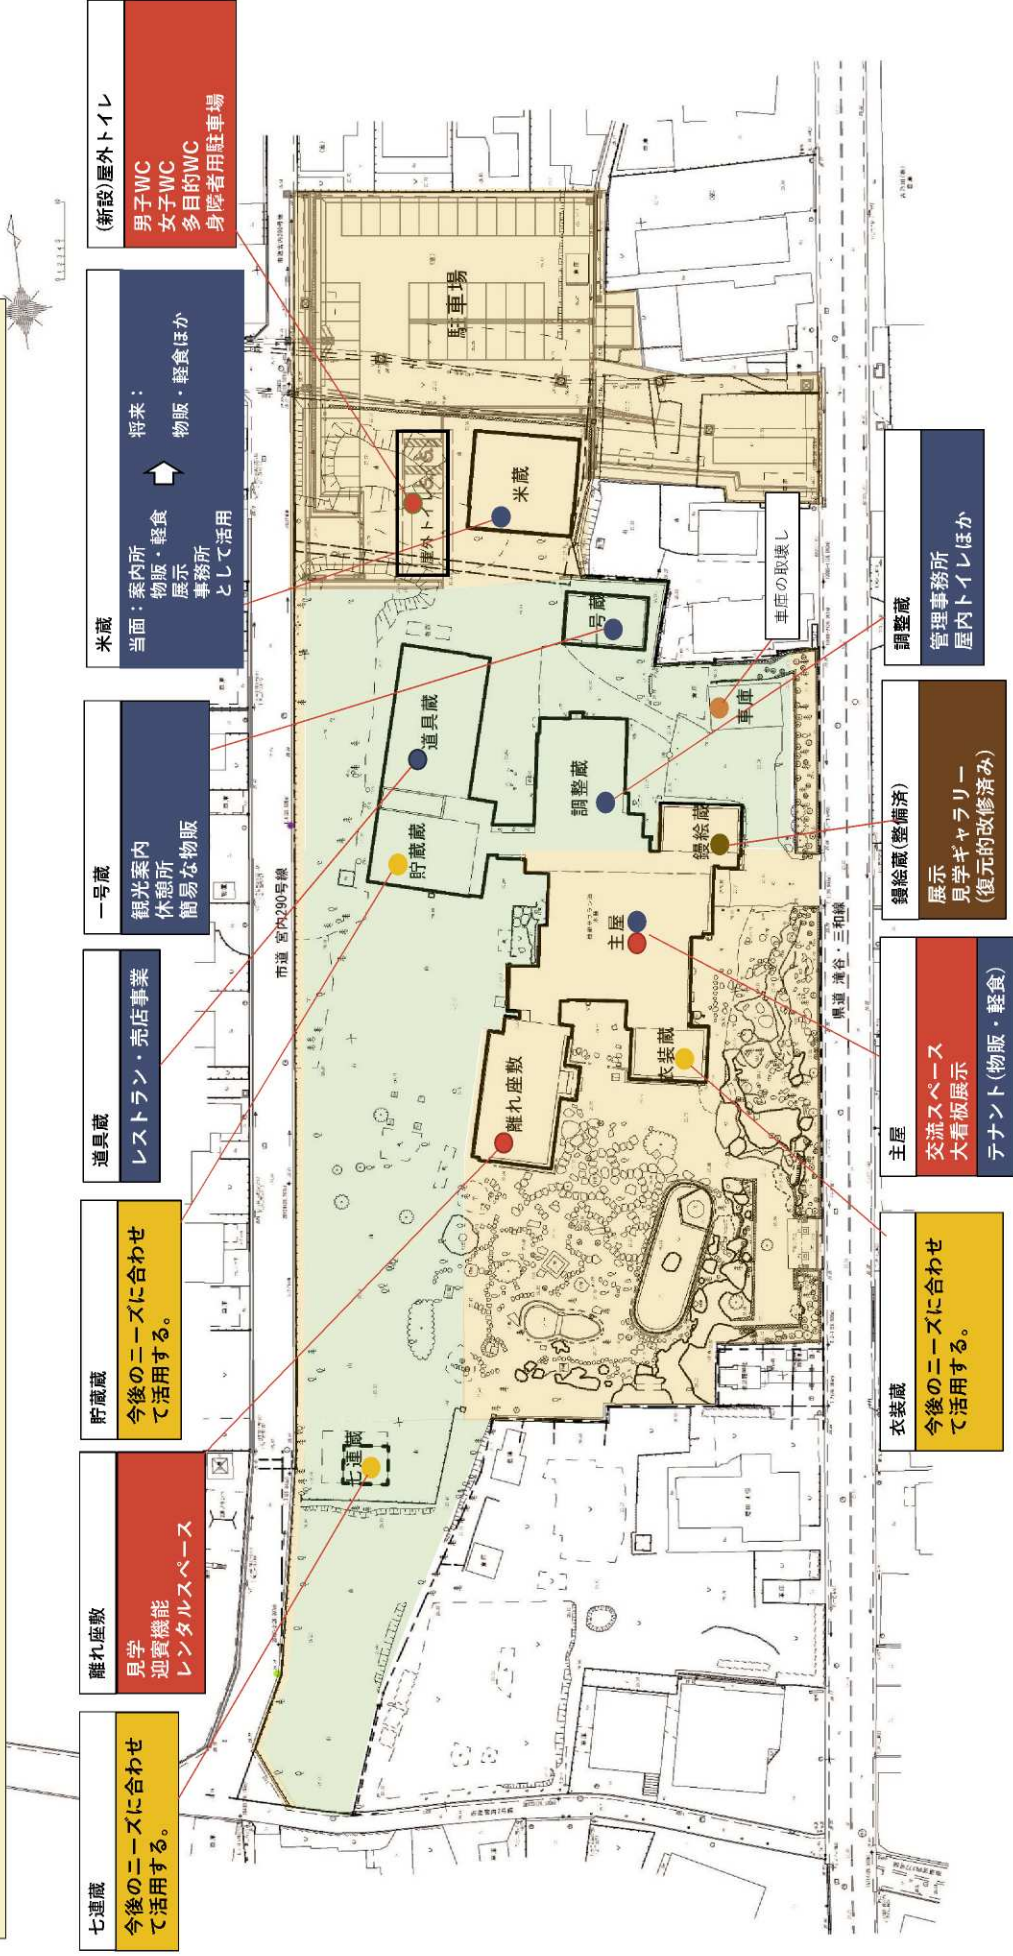 七連蔵
今後のニーズに合わせ
て活用する。
離れ座敷
見学
迎賓機能
レンタルスペース
貯蔵蔵
今後のニーズに合わせ
て活用する。
道具蔵
レストラン・売店事業
一号蔵
観光案内
休憩所
簡易な物販
米蔵
当面：案内所
物販・軽食
展示
事務所
として活用
将来：
物販・軽食ほか
(新設)屋外トイレ
男子WC
女子WC
多目的WC
身障者用駐車場
市道 宮内290号線
七連蔵
貯蔵蔵
道具蔵
屋外トイレ
駐車場
離れ座敷
主屋
調整蔵
号蔵
米蔵
衣装蔵
鏝絵蔵
車庫
車庫の取壊し
県道 滝谷・三和線
衣装蔵
今後のニーズに合わせ
て活用する。
主屋
交流スペース
大看板展示
テナント(物販・軽食)
鏝絵蔵(整備済)
展示
見学ギャラリー
(復元的改修済み)
調整蔵
管理事務所
屋内トイレほか